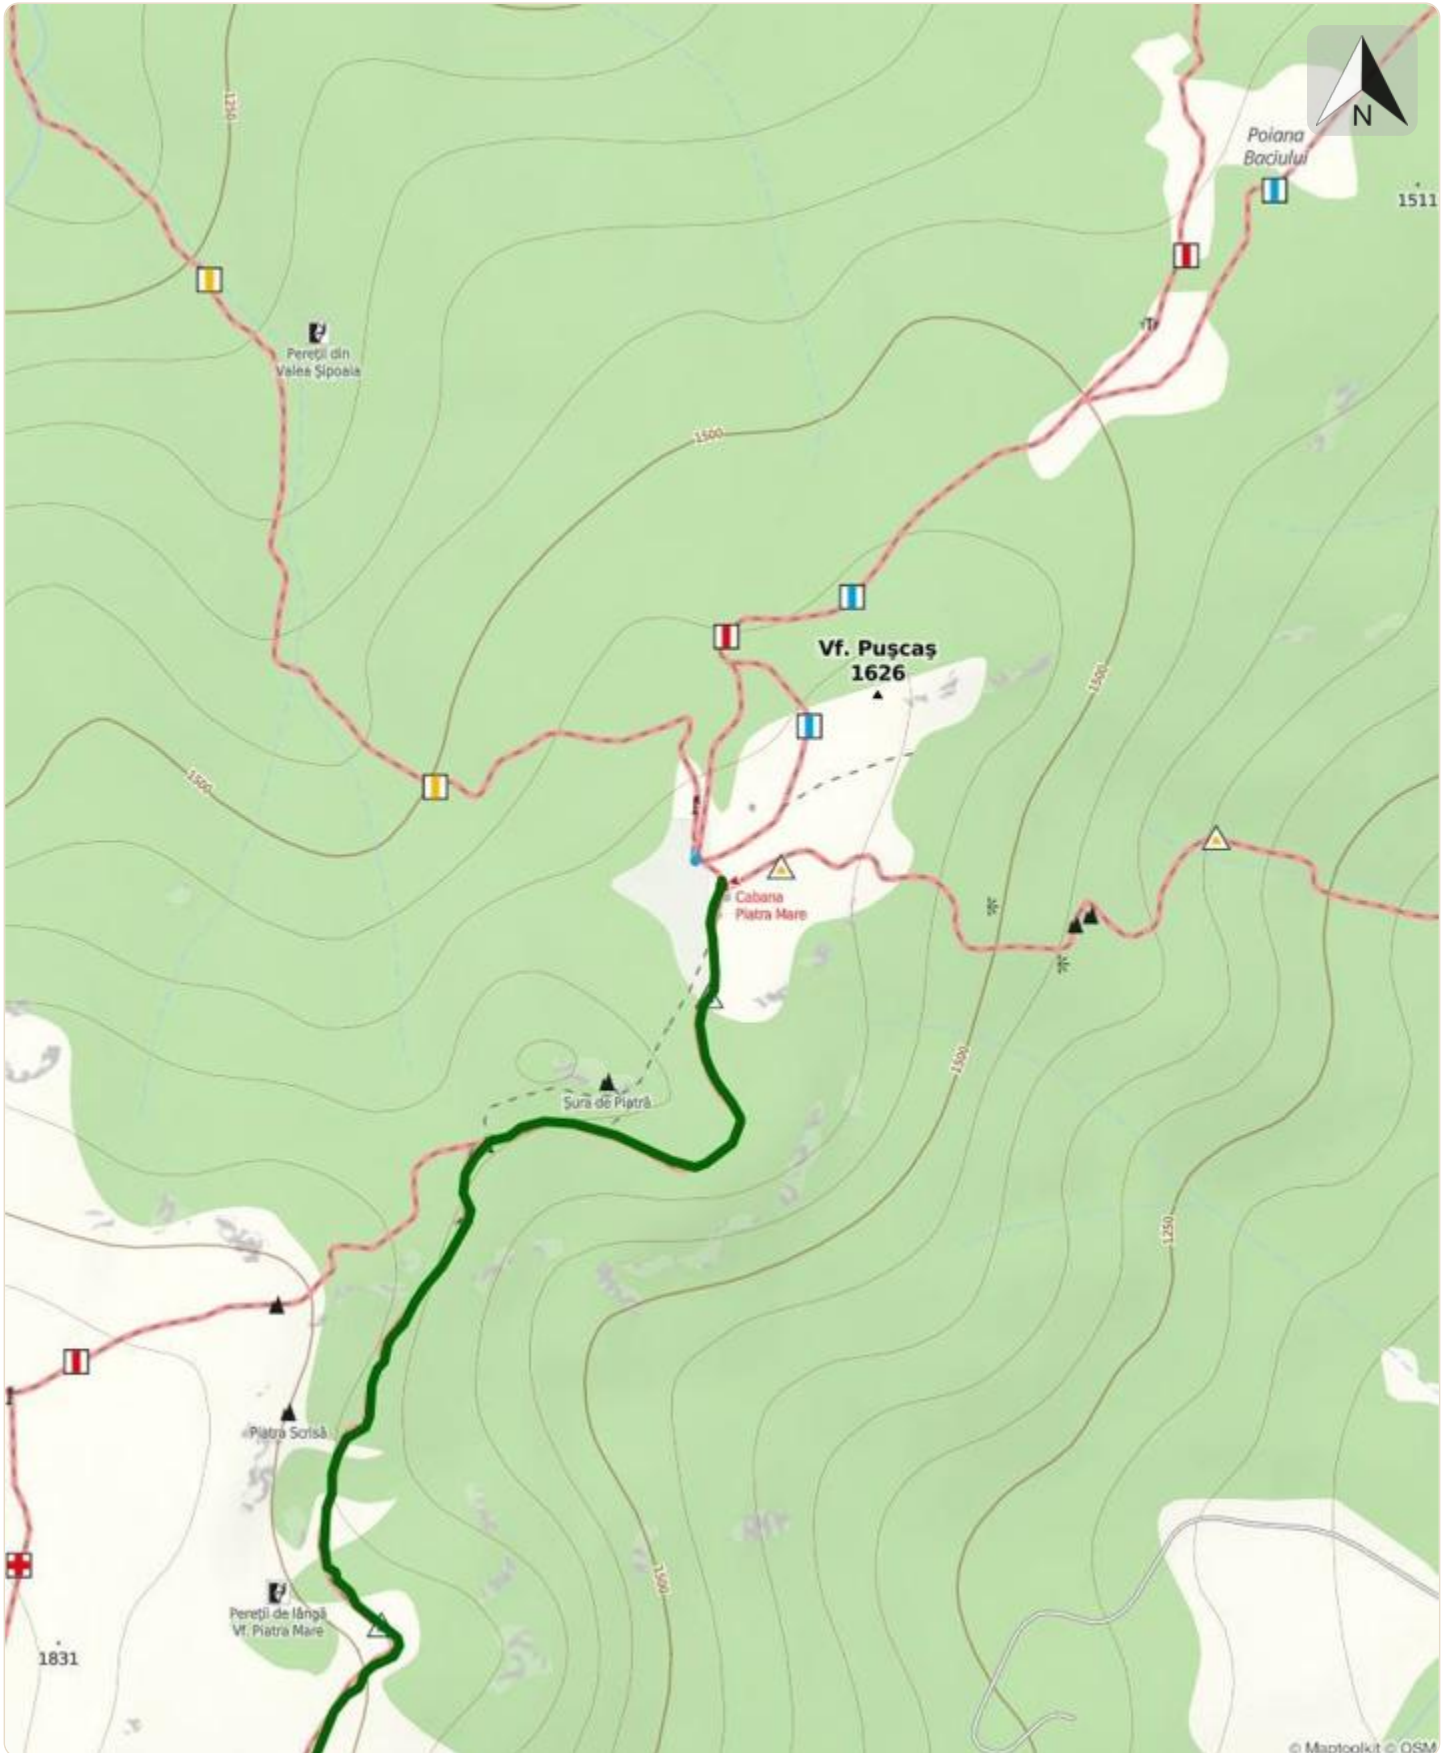 N
1250
Poiana
Baciului
1511
Pereții din
Valea Șipoaia
1500
Vf. Pușcaș
1626
1500
1500
Cabana
Piatra Mare
1500
Șura de Piatră
1250
Piatra Scrisă
1500
Pereții de lângă
Vf. Piatra Mare
1831
© Maptoolkit © OSM